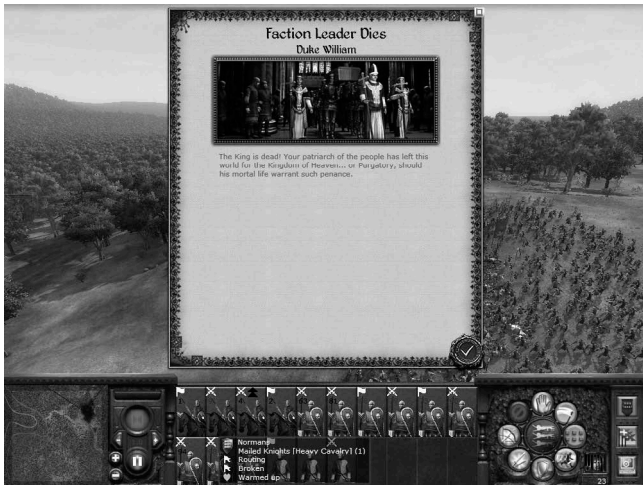 Faction Leader Dies
Duke William
The King is dead! Your patriarch of the people has left this
world for the Kingdom of Heaven... or Purgatory, should
his mortal life warrant such penance.
Normans
Mailed Knights [Heavy Cavalry] (1)
Routing
Broken
Warmed up
23